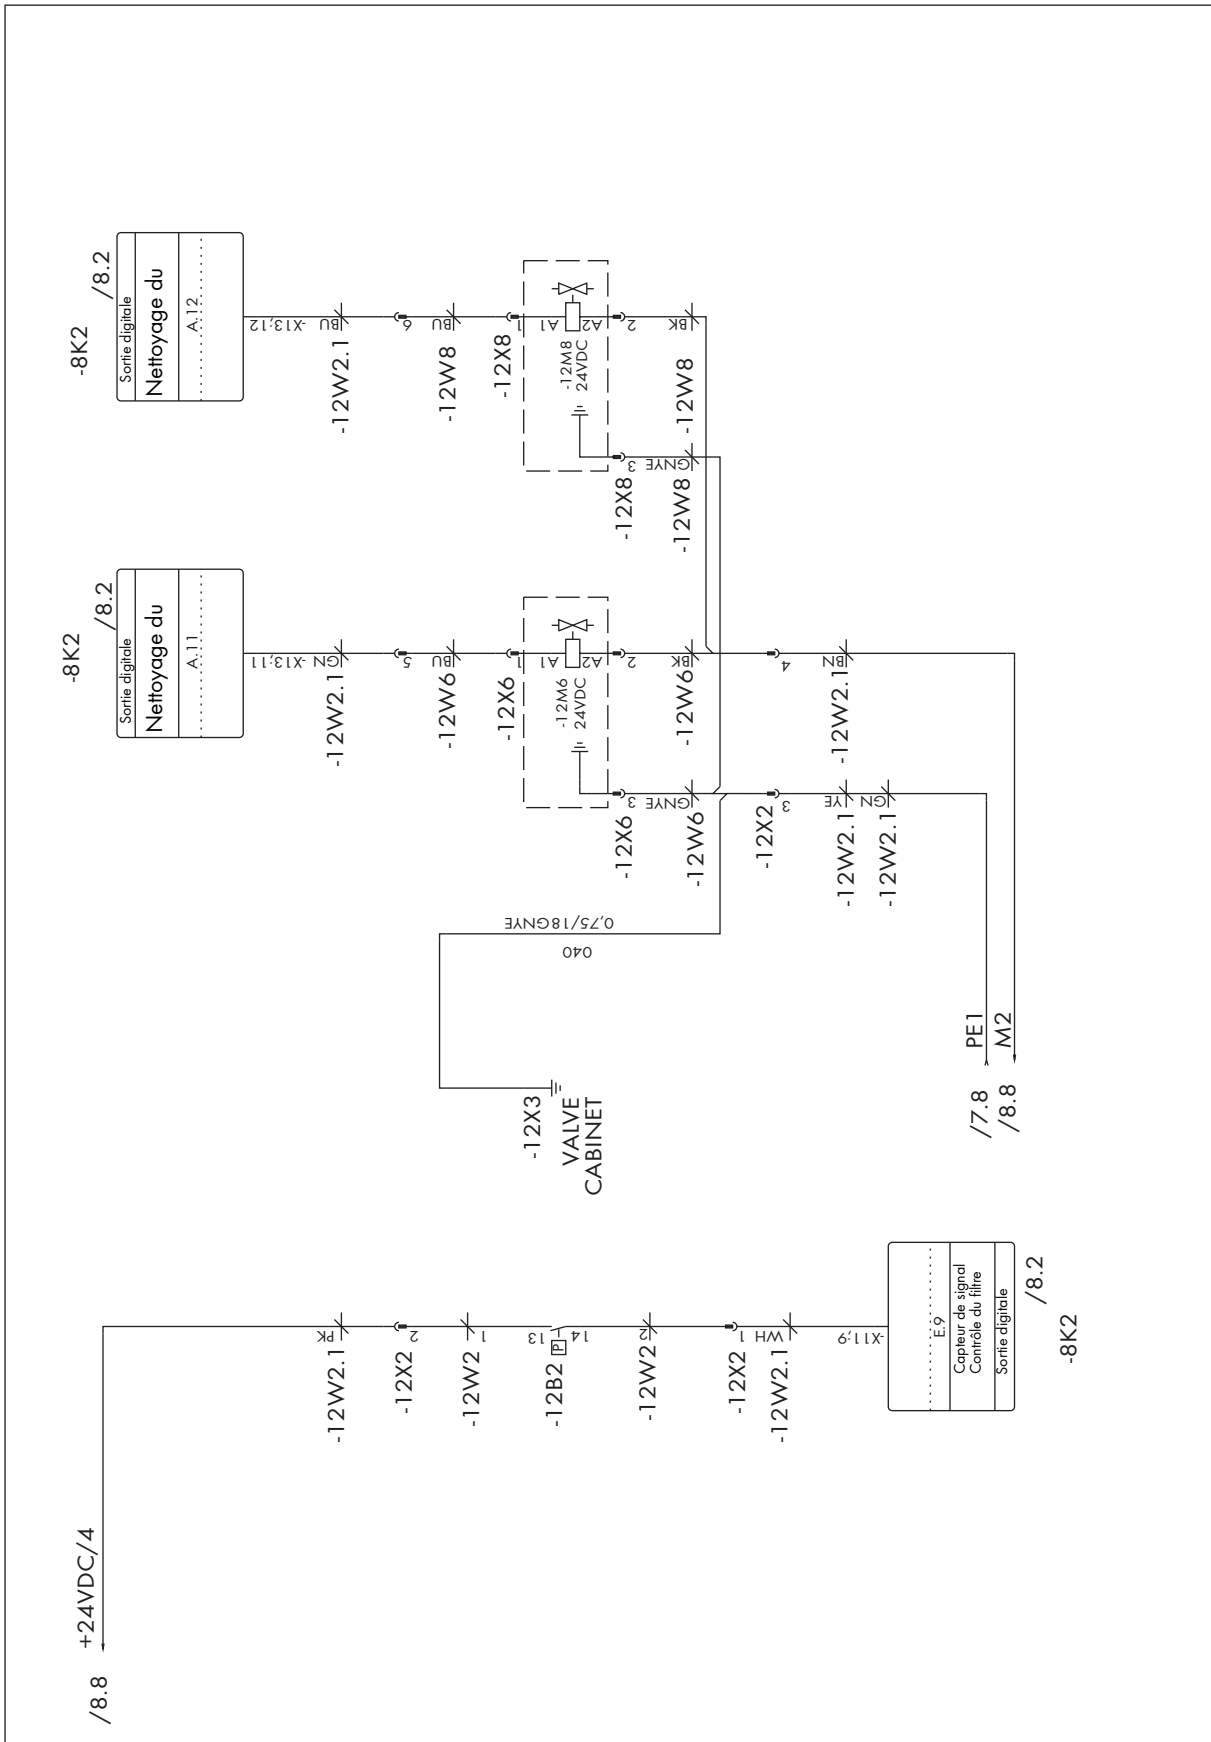 -8K2
/8.2
Sortie digitale
Nettoyage du
A.12
-X13;12
BU
-12W2.1
6
BU
-12W8
1
-12X8
A1
A2
-12M8
24VDC
2
BK
-12W8
3
-12X8
GNYE
-12W8
-8K2
/8.2
Sortie digitale
Nettoyage du
A.11
-X13;11
GN
-12W2.1
5
BU
-12W6
1
-12X6
A1
A2
-12M6
24VDC
2
BK
-12W6
4
BN
-12W2.1
3
-12X6
GNYE
-12W6
-12X2
3
YE
-12W2.1
GN
-12W2.1
0,75/18GNYE
040
-12X3
VALVE
CABINET
PE1
/7.8
M2
/8.8
/8.8
+24VDC/4
PK
-12W2.1
2
-12X2
1
-12W2
13
14
P
-12B2
2
-12W2
1
-12X2
WH
-12W2.1
-X11;9
E.9
Capteur de signal
Contrôle du filtre
Sortie digitale
/8.2
-8K2